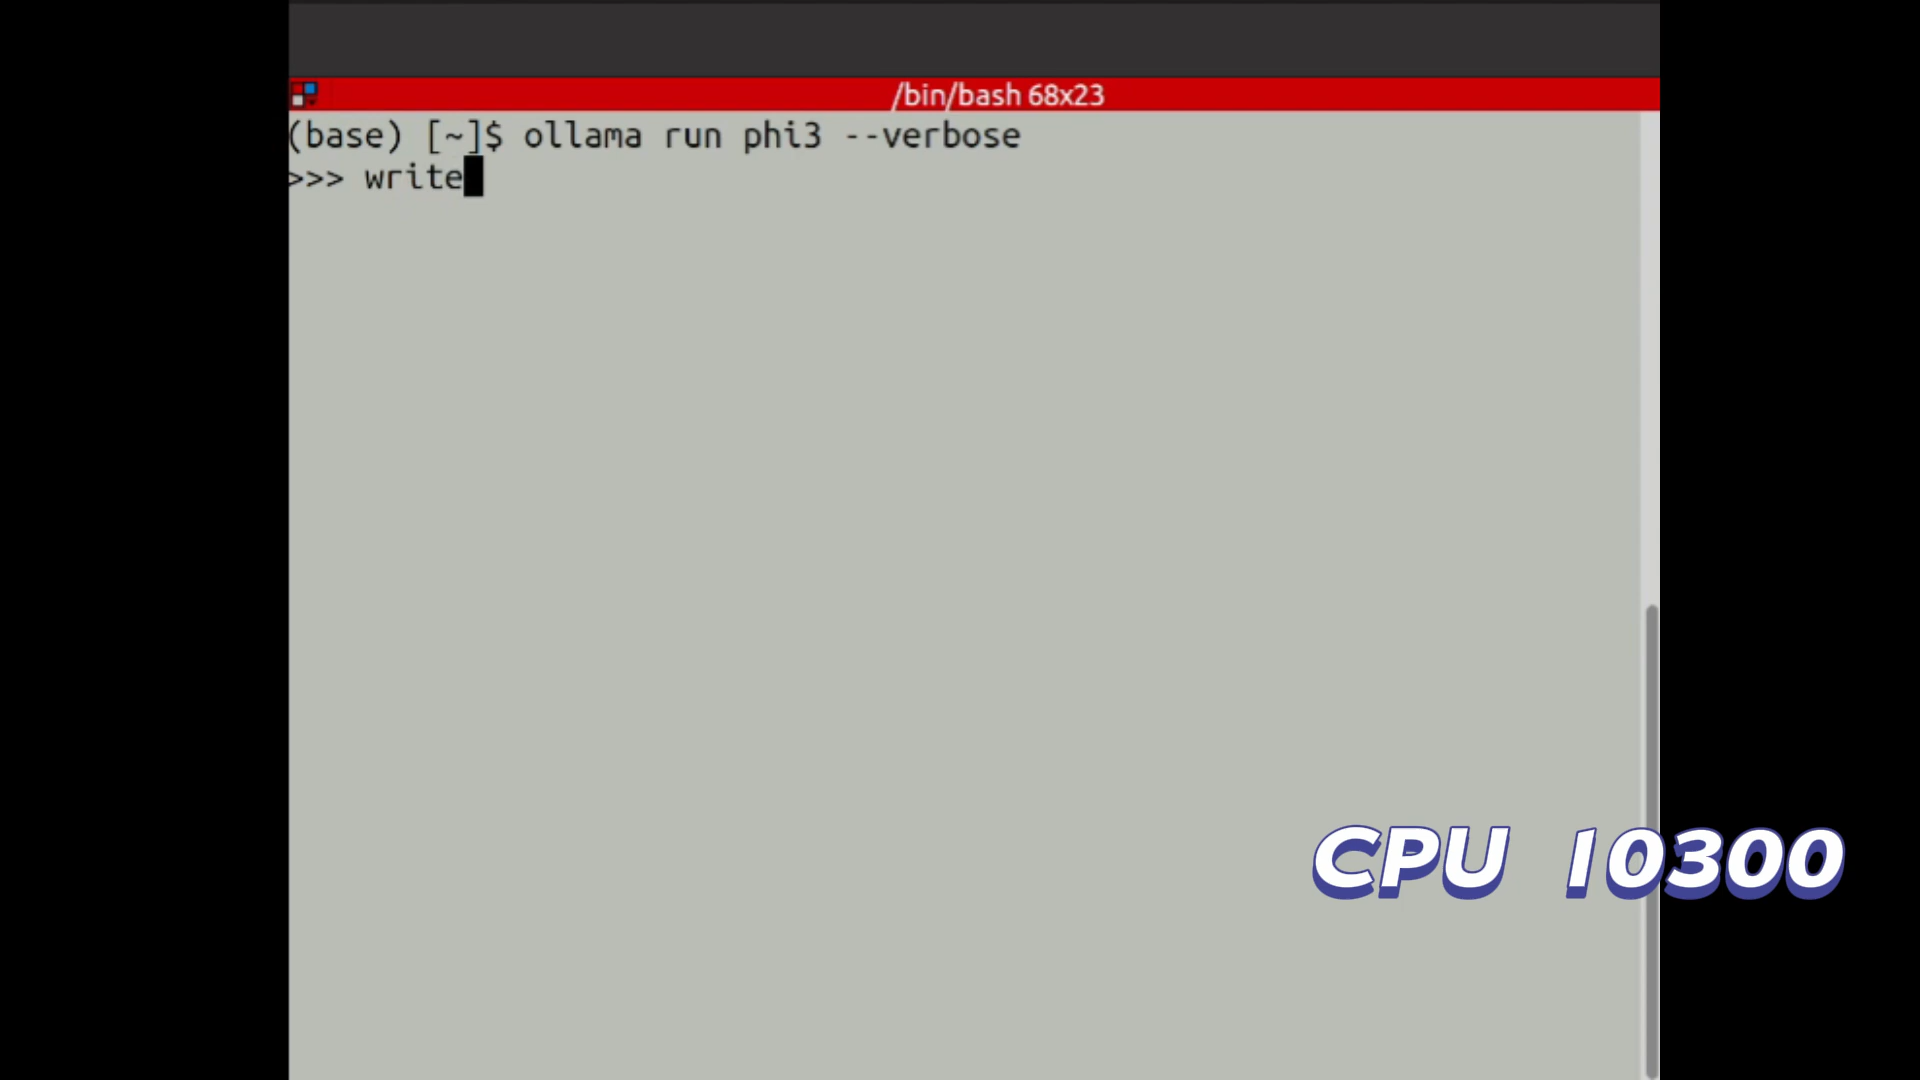 /bin/bash 68x23
(base) [~]$ ollama run phi3 --verbose
>>> write
CPU 10300